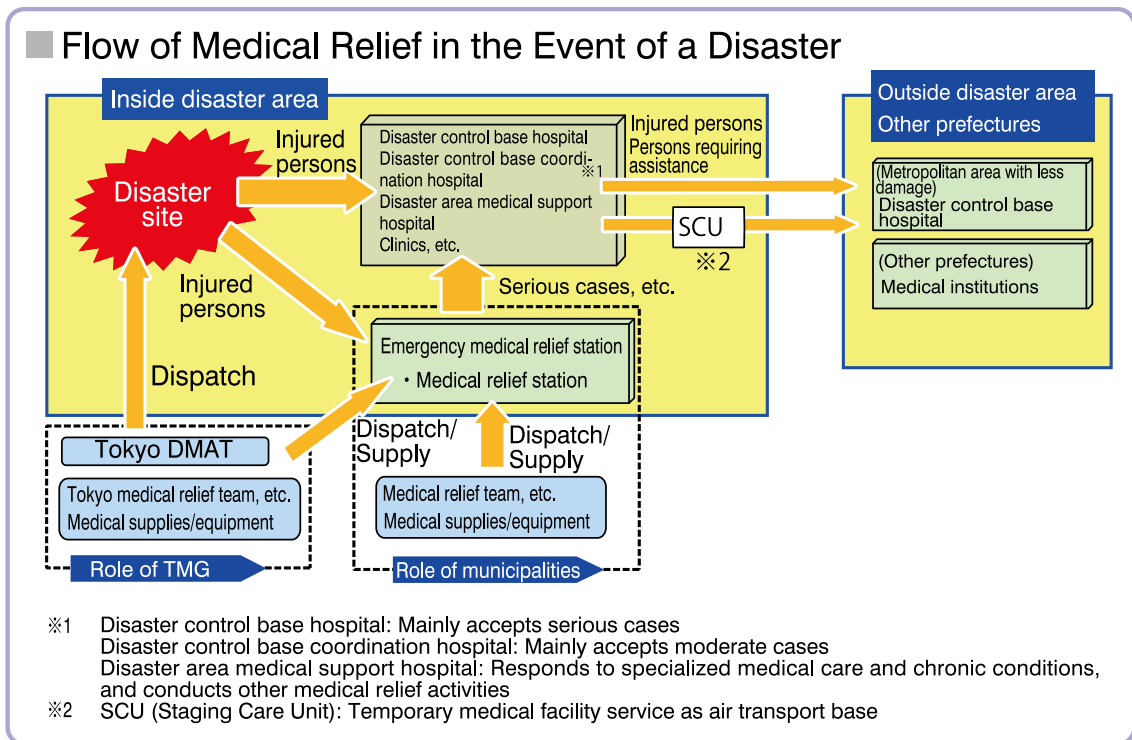 Flow of Medical Relief in the Event of a Disaster
Inside disaster area
Outside disaster area
Other prefectures
Disaster
site
Injured
persons
Disaster control base hospital
Disaster control base coordi-
nation hospital
※1
Disaster area medical support
hospital
Clinics, etc.
Injured persons
Persons requiring
assistance
SCU
※2
(Metropolitan area with less
damage)
Disaster control base
hospital
(Other prefectures)
Medical institutions
Injured
persons
Serious cases, etc.
Emergency medical relief station
・Medical relief station
Dispatch
Dispatch/
Supply
Dispatch/
Supply
Tokyo DMAT
Tokyo medical relief team, etc.
Medical supplies/equipment
Role of TMG
Medical relief team, etc.
Medical supplies/equipment
Role of municipalities
※1 Disaster control base hospital: Mainly accepts serious cases
Disaster control base coordination hospital: Mainly accepts moderate cases
Disaster area medical support hospital: Responds to specialized medical care and chronic conditions,
and conducts other medical relief activities
※2 SCU (Staging Care Unit): Temporary medical facility service as air transport base